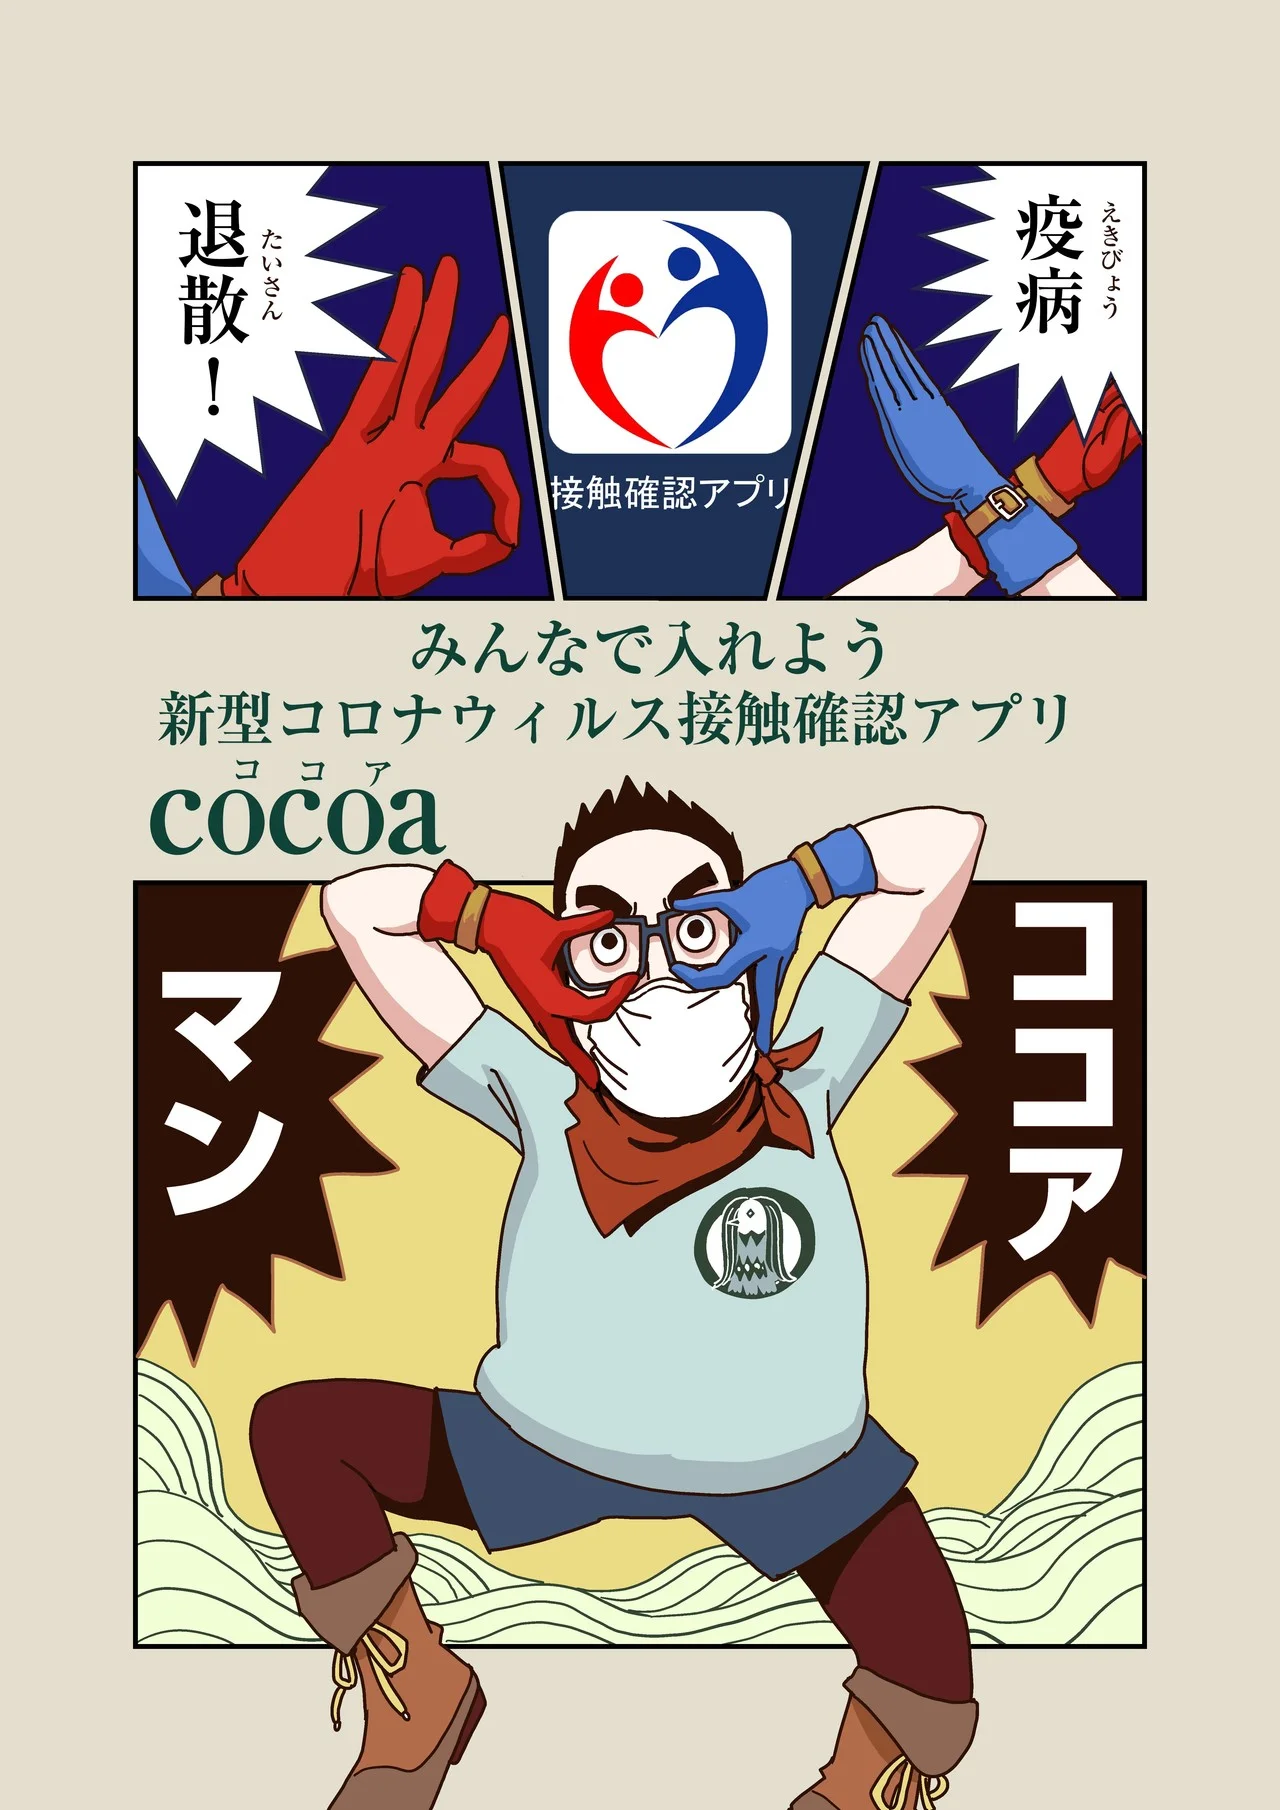 疫病
えきびょう
接触確認アプリ
退散！
たいさん
みんなで入れよう
新型コロナウィルス接触確認アプリ
ココア
cocoa
ココア
マン